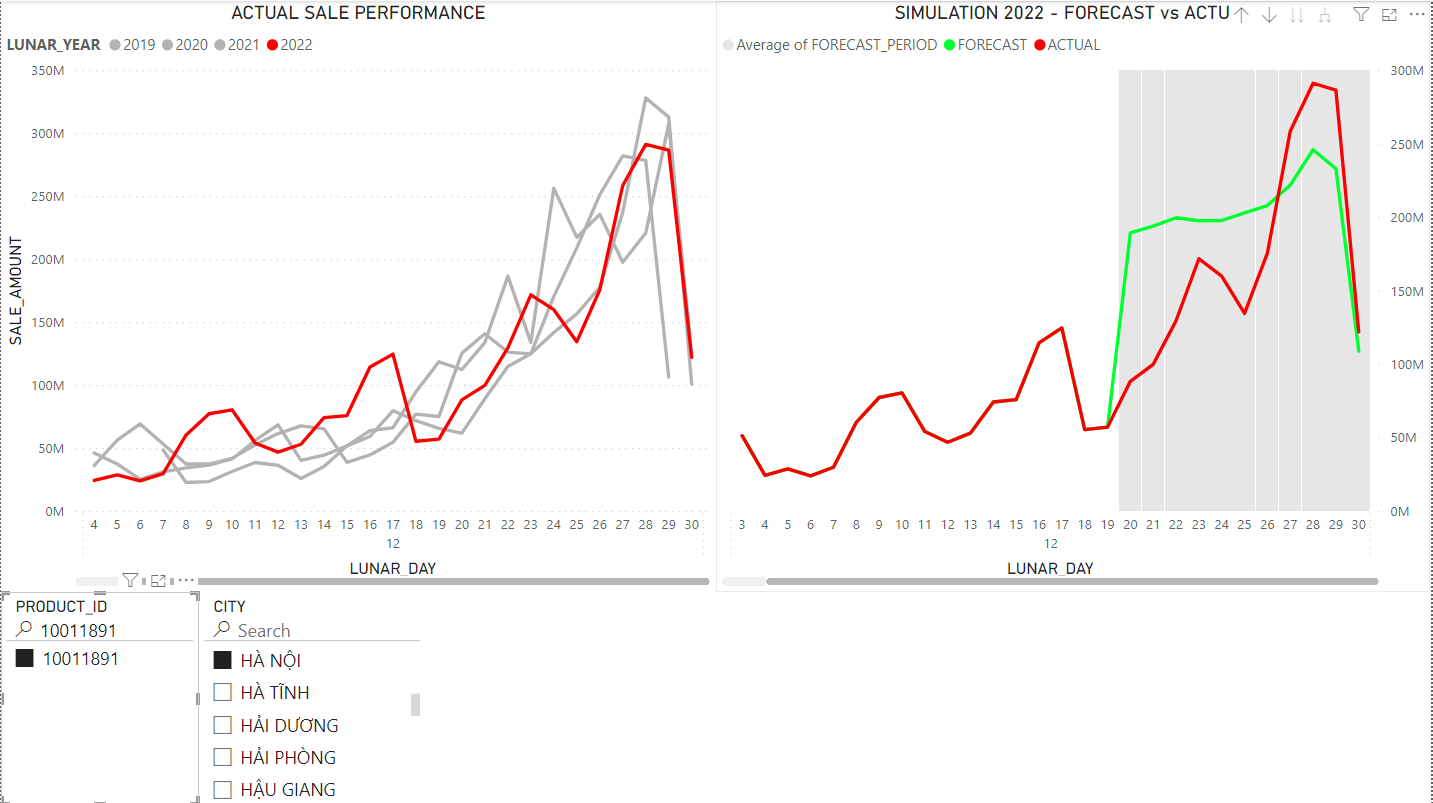 ACTUAL SALE PERFORMANCE
LUNAR_YEAR 2019 2020 2021 2022
350M
300M
250M
200M
150M
100M
50M
0M
SALE_AMOUNT
4 5 6 7 8 9 10 11 12 13 14 15 16 17 18 19 20 21 22 23 24 25 26 27 28 29 30
12
LUNAR_DAY
SIMULATION 2022 - FORECAST vs ACTU
Average of FORECAST_PERIOD FORECAST ACTUAL
300M
250M
200M
150M
100M
50M
0M
3 4 5 6 7 8 9 10 11 12 13 14 15 16 17 18 19 20 21 22 23 24 25 26 27 28 29 30
12
LUNAR_DAY
PRODUCT_ID
10011891
10011891
CITY
Search
HÀ NỘI
HÀ TĨNH
HẢI DƯƠNG
HẢI PHÒNG
HẬU GIANG